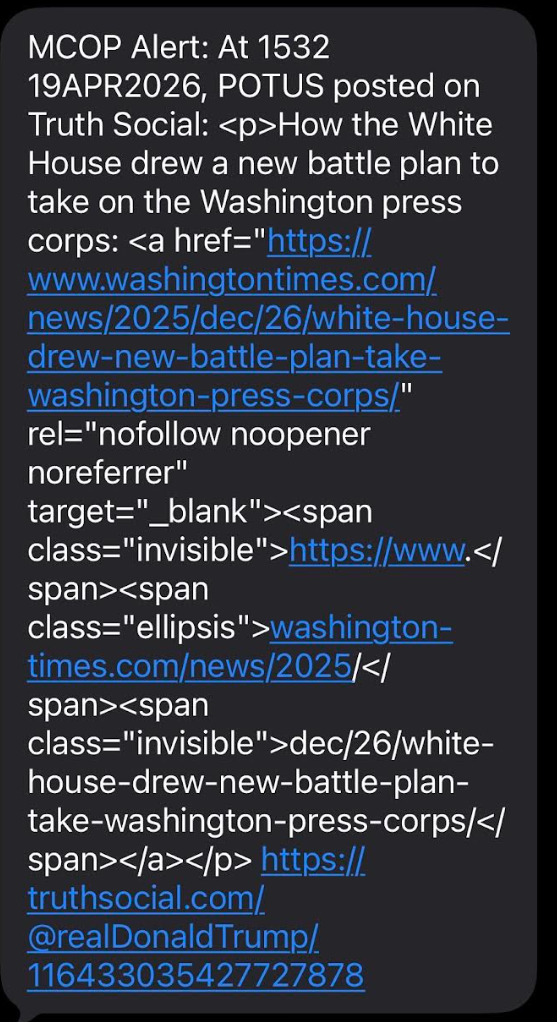 MCOP Alert: At 1532
19APR2026, POTUS posted on
Truth Social: <p>How the White
House drew a new battle plan to
take on the Washington press
corps: <a href="https://
www.washingtontimes.com/
news/2025/dec/26/white-house-
drew-new-battle-plan-take-
washington-press-corps/"
rel="nofollow noopener
noreferrer"
target="_blank"><span
class="invisible">https://www.</
span><span
class="ellipsis">washington-
times.com/news/2025/</
span><span
class="invisible">dec/26/white-
house-drew-new-battle-plan-
take-washington-press-corps/</
span></a></p> https://
truthsocial.com/
@realDonaldTrump/
116433035427727878